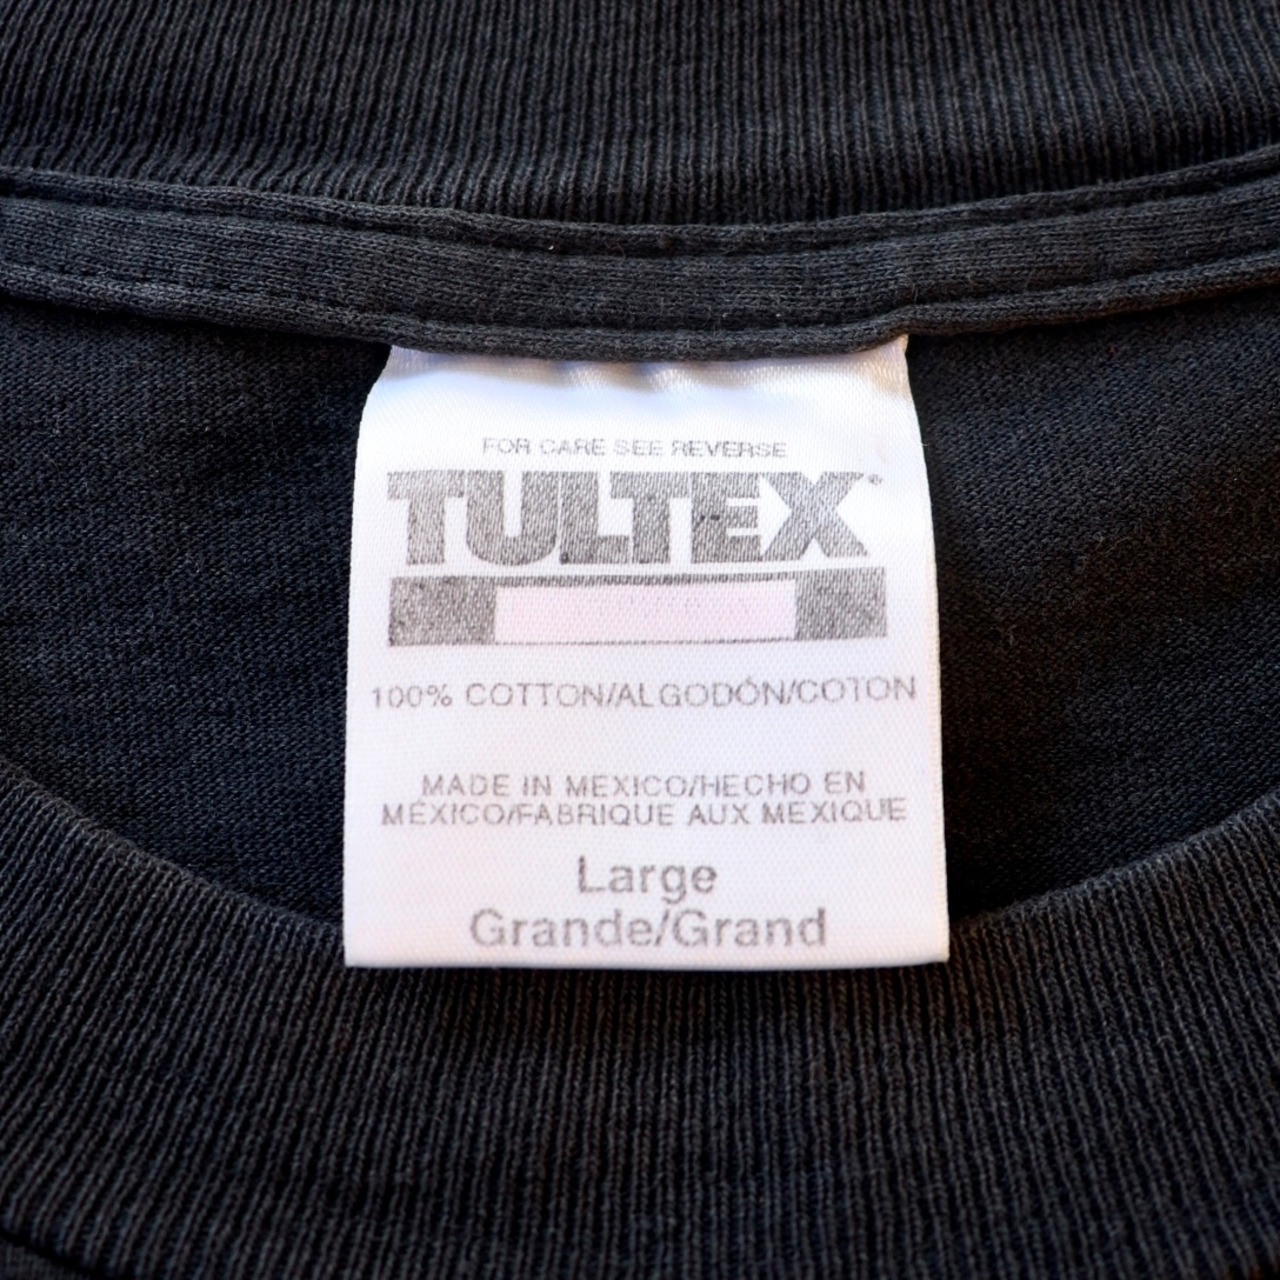 FOR CARE SEE REVERSE
TULTEX
100% COTTON/ALGODÓN/COTON
MADE IN MEXICO/HECHO EN
MÉXICO/FABRIQUE AUX MEXIQUE
Large
Grande/Grand